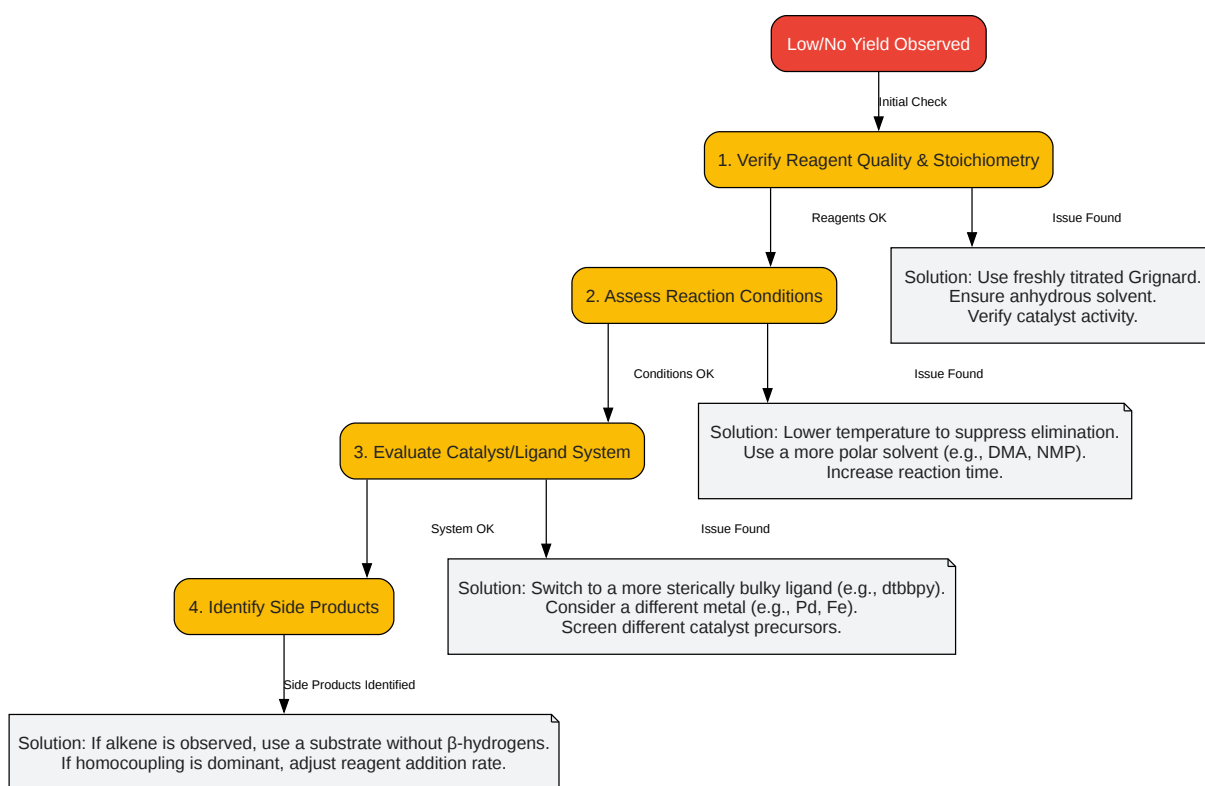 Low/No Yield Observed
Initial Check
1. Verify Reagent Quality & Stoichiometry
Reagents OK
Issue Found
Solution: Use freshly titrated Grignard.
Ensure anhydrous solvent.
Verify catalyst activity.
2. Assess Reaction Conditions
Conditions OK
Issue Found
Solution: Lower temperature to suppress elimination.
Use a more polar solvent (e.g., DMA, NMP).
Increase reaction time.
3. Evaluate Catalyst/Ligand System
System OK
Issue Found
Solution: Switch to a more sterically bulky ligand (e.g., dtbbpy).
Consider a different metal (e.g., Pd, Fe).
Screen different catalyst precursors.
4. Identify Side Products
Side Products Identified
Solution: If alkene is observed, use a substrate without β-hydrogens.
If homocoupling is dominant, adjust reagent addition rate.